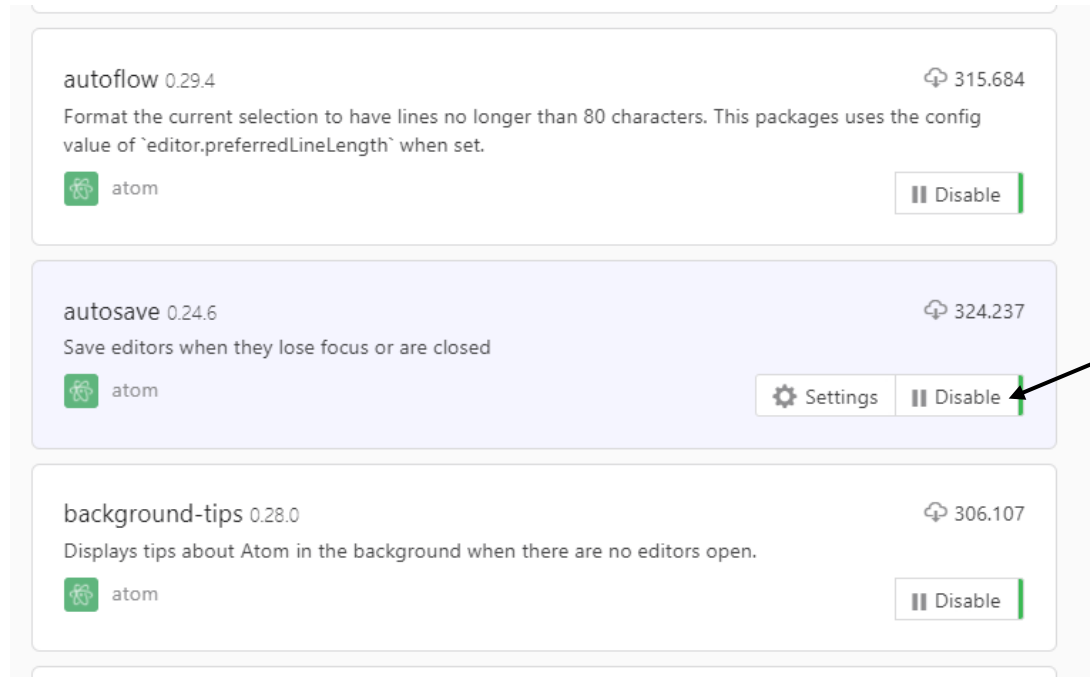 autoflow 0.29.4 315.684
Format the current selection to have lines no longer than 80 characters. This packages uses the config
value of `editor.preferredLineLength` when set.
atom
Disable
autosave 0.24.6 324.237
Save editors when they lose focus or are closed
atom
Settings Disable
background-tips 0.28.0 306.107
Displays tips about Atom in the background when there are no editors open.
atom
Disable